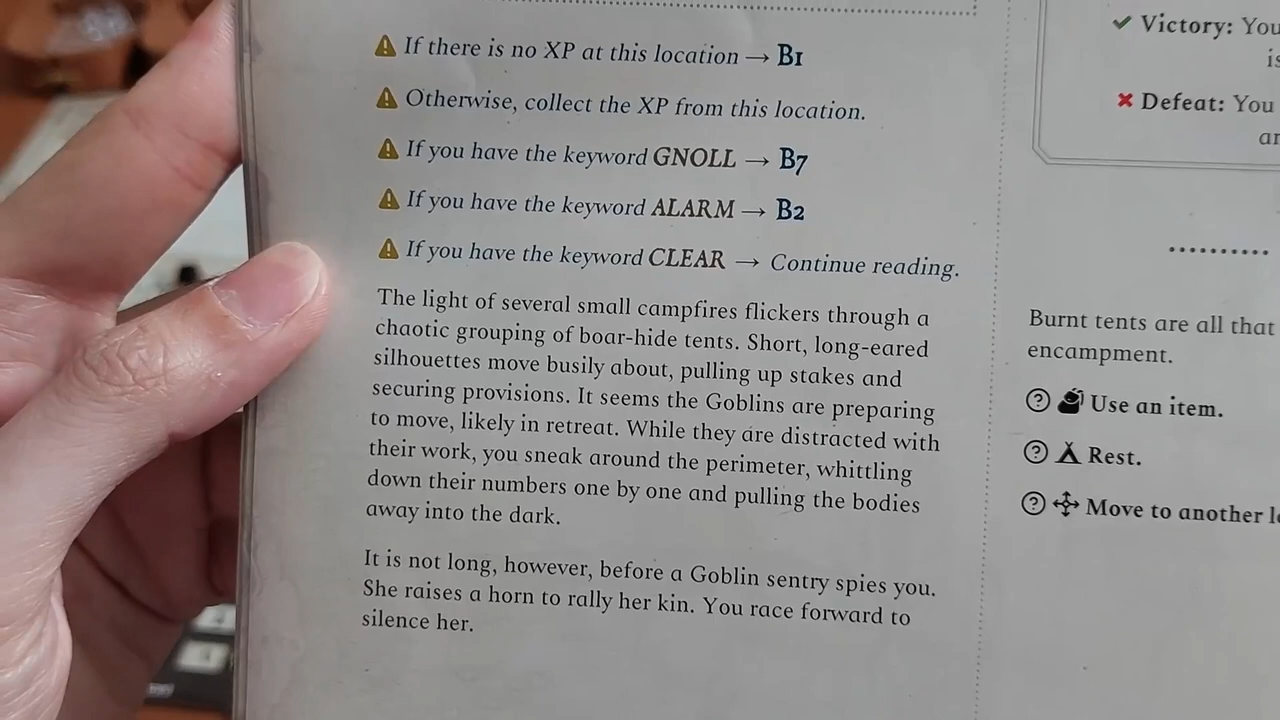 If there is no XP at this location → B1
Otherwise, collect the XP from this location.
If you have the keyword GNOLL → B7
If you have the keyword ALARM → B2
If you have the keyword CLEAR → Continue reading.
The light of several small campfires flickers through a
chaotic grouping of boar-hide tents. Short, long-eared
silhouettes move busily about, pulling up stakes and
securing provisions. It seems the Goblins are preparing
to move, likely in retreat. While they are distracted with
their work, you sneak around the perimeter, whittling
down their numbers one by one and pulling the bodies
away into the dark.
It is not long, however, before a Goblin sentry spies you.
She raises a horn to rally her kin. You race forward to
silence her.
Victory: You
Defeat: You
Burnt tents are all that
encampment.
Use an item.
Rest.
Move to another